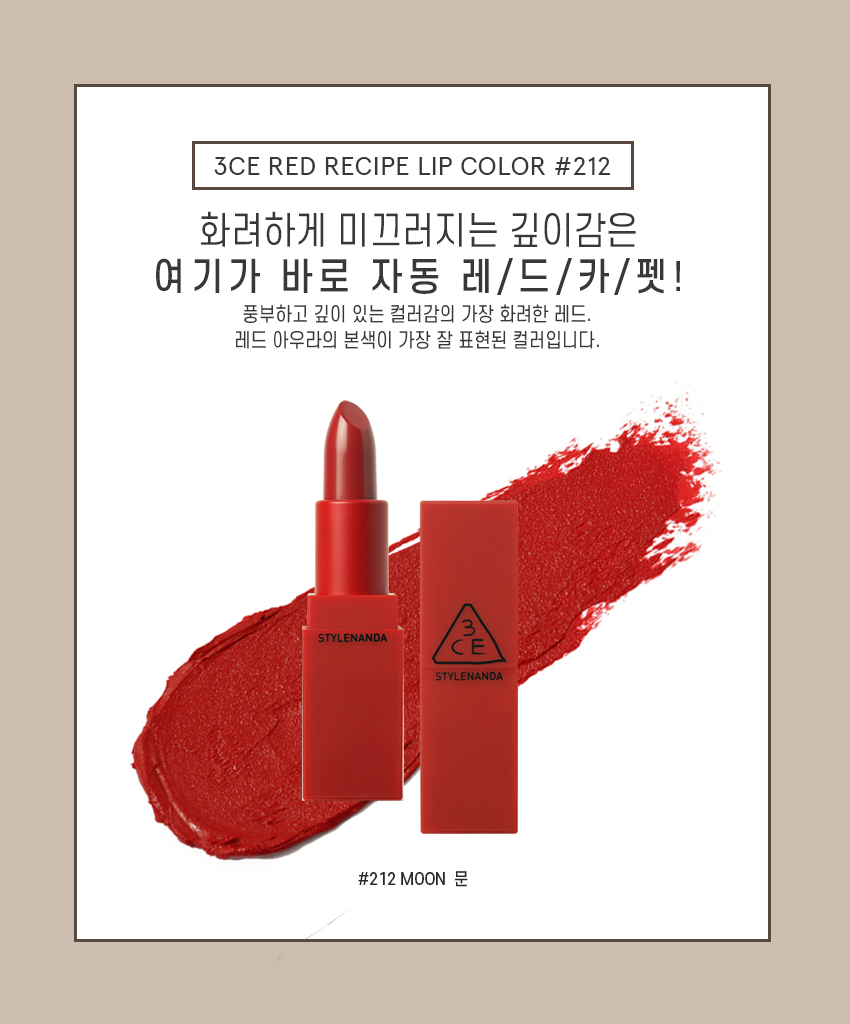 3CE RED RECIPE LIP COLOR #212
화려하게 미끄러지는 깊이감은
여기가 바로 자동 레/드/카/펫!
풍부하고 깊이 있는 컬러감의 가장 화려한 레드.
레드 아우라의 본색이 가장 잘 표현된 컬러입니다.
STYLENANDA
3
CE
STYLENANDA
#212 MOON 문